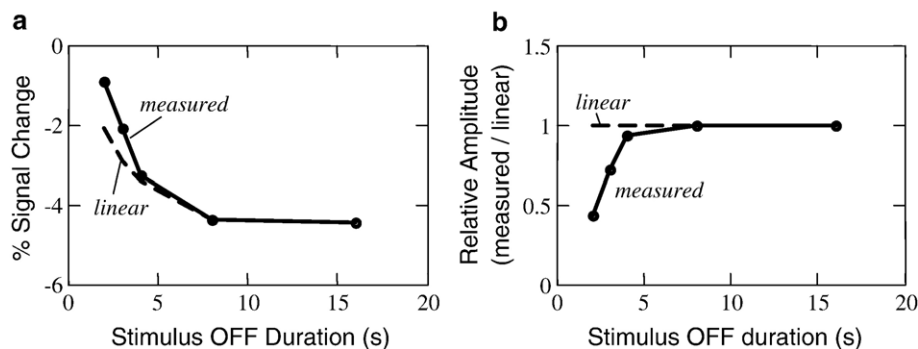 a
0
-2
-4
-6
% Signal Change
measured
linear
0
5
10
15
20
Stimulus OFF Duration (s)
b
1.5
1
0.5
0
Relative Amplitude
(measured / linear)
linear
measured
0
5
10
15
20
Stimulus OFF duration (s)